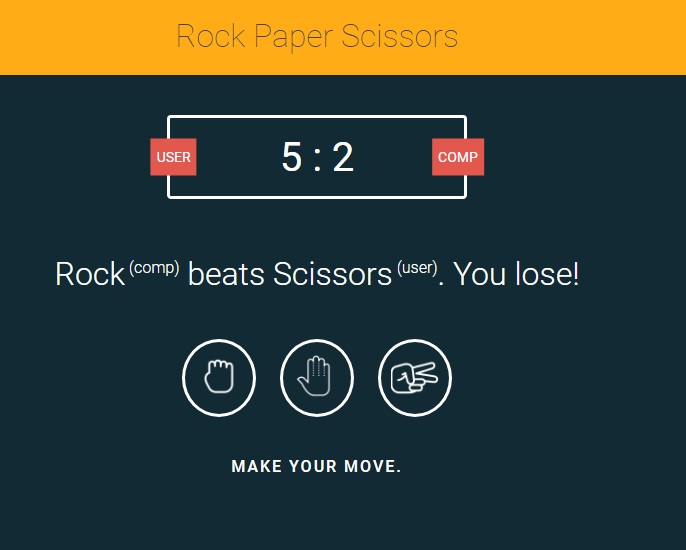 Rock Paper Scissors
USER 5 : 2 COMP
Rock (comp) beats Scissors (user). You lose!
MAKE YOUR MOVE.